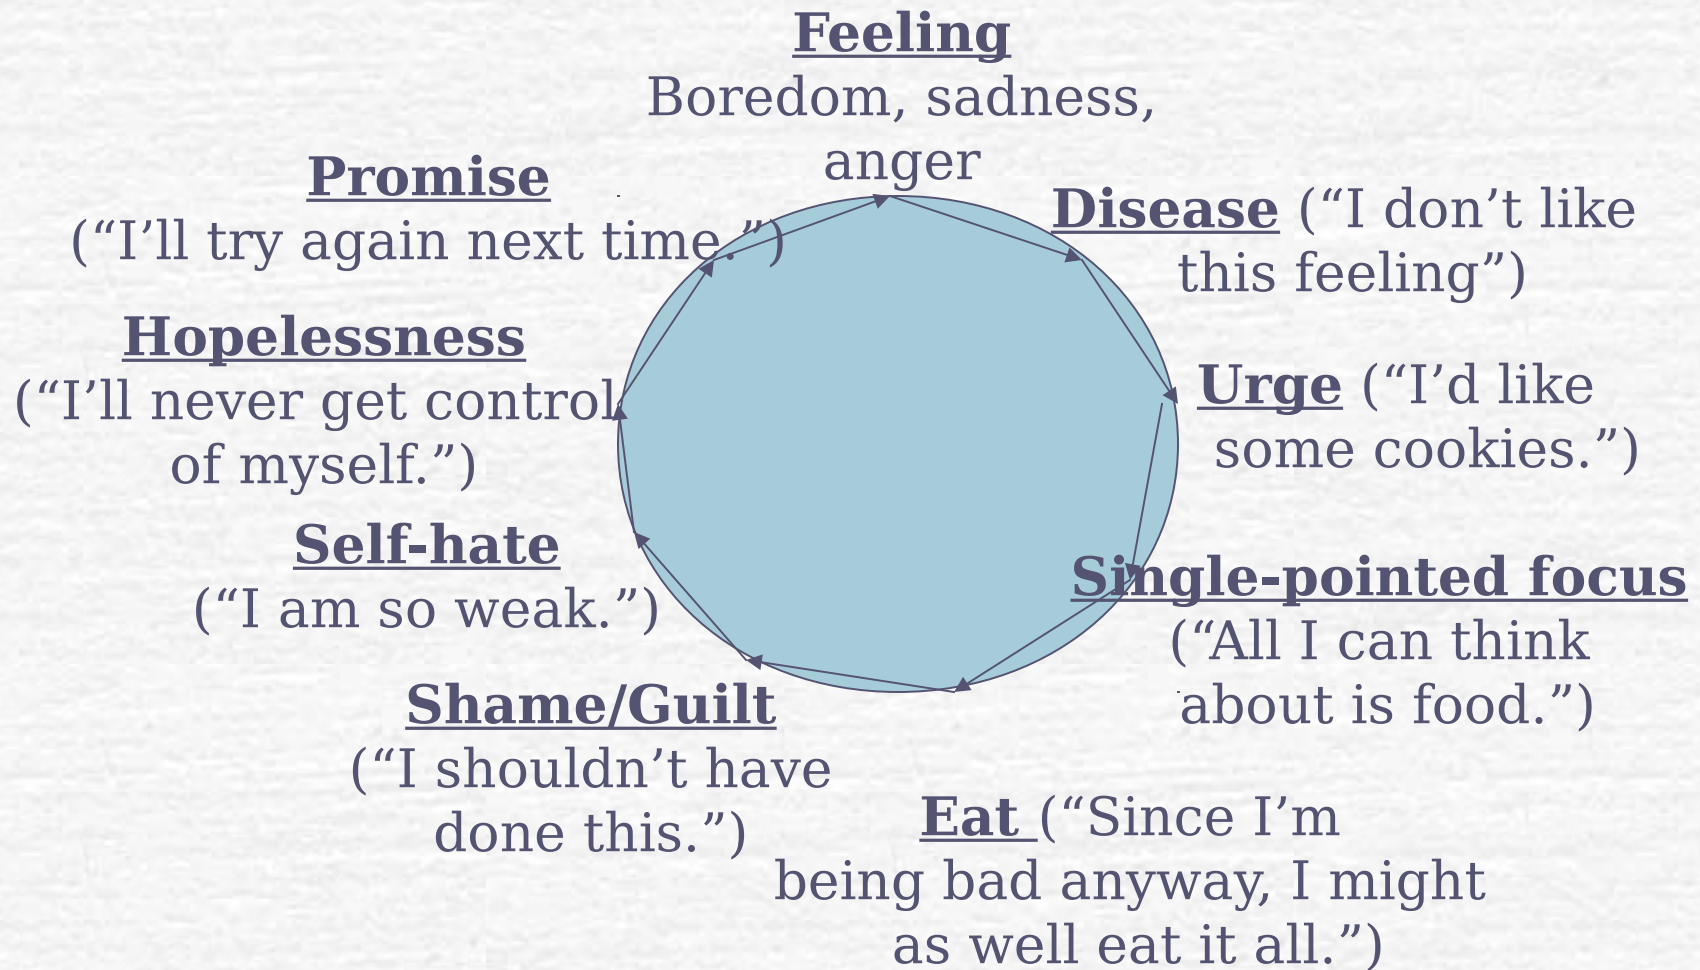 Feeling
Boredom, sadness,
anger
Disease (“I don’t like
this feeling”)
Urge (“I’d like
some cookies.”)
Single-pointed focus
(“All I can think
about is food.”)
Eat (“Since I’m
being bad anyway, I might
as well eat it all.”)
Shame/Guilt
(“I shouldn’t have
done this.”)
Self-hate
(“I am so weak.”)
Hopelessness
(“I’ll never get control
of myself.”)
Promise
(“I’ll try again next time.”)